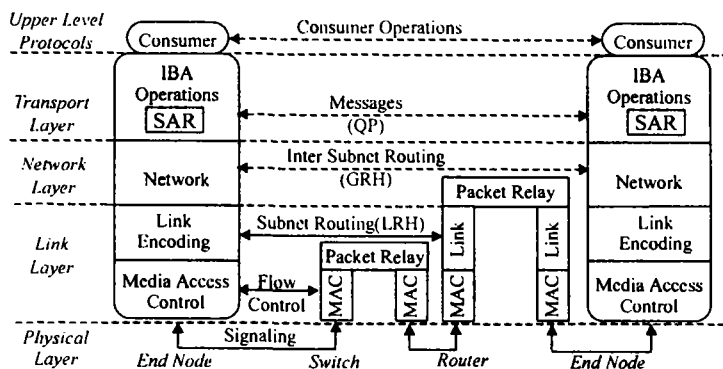 Upper Level
Protocols
Consumer
Consumer Operations
Consumer
IBA
Operations
SAR
IBA
Operations
SAR
Transport
Layer
Messages
(QP)
Network
Layer
Network
Inter Subnet Routing
(GRH)
Packet Relay
Network
Link
Layer
Link
Encoding
Subnet Routing(LRH)
Link
Link
Link
Encoding
Packet Relay
Media Access
Control
Flow
Control
MAC
MAC
MAC
MAC
Media Access
Control
Physical
Layer
Signaling
End Node
Switch
Router
End Node